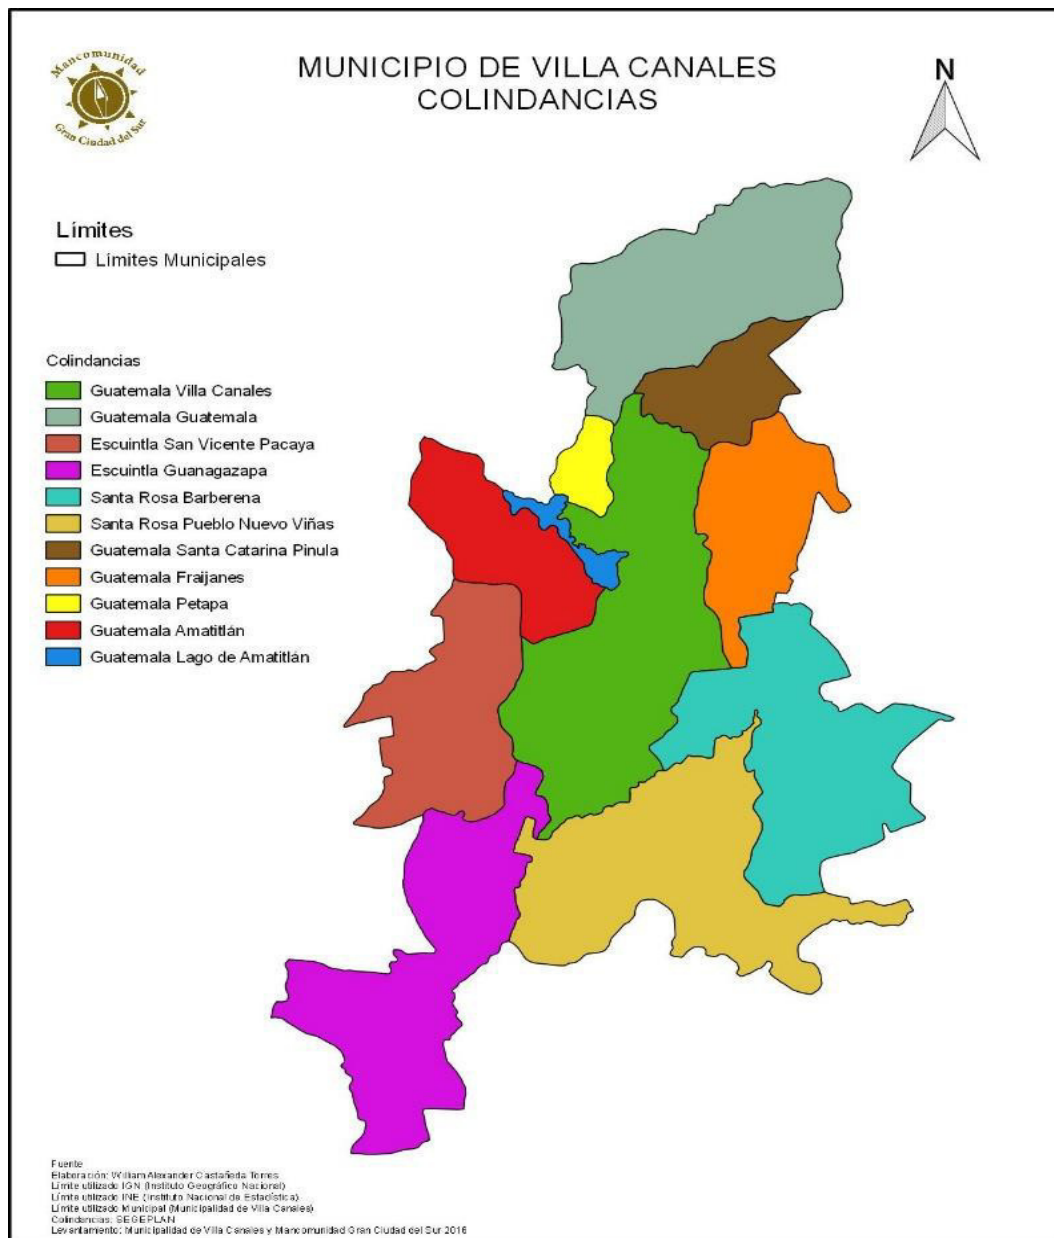 Mancomunidad
Gran Ciudad del Sur
MUNICIPIO DE VILLA CANALES
COLINDANCIAS
N
Límites
Límites Municipales
Colindancias
Guatemala Villa Canales
Guatemala Guatemala
Escuintla San Vicente Pacaya
Escuintla Guanagazapa
Santa Rosa Barberena
Santa Rosa Pueblo Nuevo Viñas
Guatemala Santa Catarina Pinula
Guatemala Fraijanes
Guatemala Petapa
Guatemala Amatitlán
Guatemala Lago de Amatitlán
Fuente
Elaboración: William Alexander Castañeda Torres
Límite utilizado IGN (Instituto Geográfico Nacional)
Límite utilizado INE (Instituto Nacional de Estadística)
Límite utilizado Municipal (Municipalidad de Villa Canales)
Colindancias: SEGEPLAN
Levantamiento: Municipalidad de Villa Canales y Mancomunidad Gran Ciudad del Sur 2016